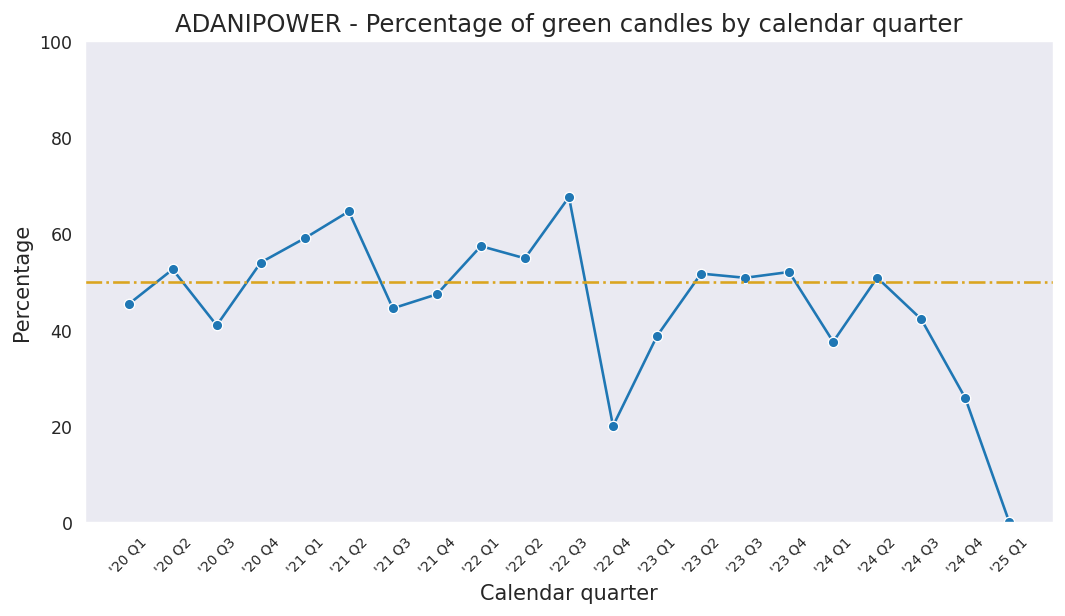 ADANIPOWER - Percentage of green candles by calendar quarter
100
80
60
40
20
0
Percentage
'20 Q1
'20 Q2
'20 Q3
'20 Q4
'21 Q1
'21 Q2
'21 Q3
'21 Q4
'22 Q1
'22 Q2
'22 Q3
'22 Q4
'23 Q1
'23 Q2
'23 Q3
'23 Q4
'24 Q1
'24 Q2
'24 Q3
'24 Q4
'25 Q1
Calendar quarter